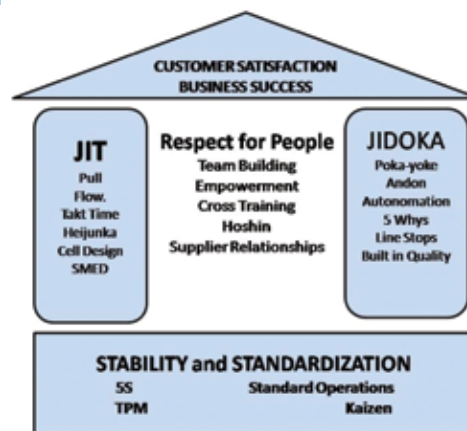 CUSTOMER SATISFACTION
BUSINESS SUCCESS
JIT
Pull
Flow.
Takt Time
Heijunka
Cell Design
SMED
Respect for People
Team Building
Empowerment
Cross Training
Hoshin
Supplier Relationships
JIDOKA
Poka-yoke
Andon
Autonomation
5 Whys
Line Stops
Built in Quality
STABILITY and STANDARDIZATION
5S Standard Operations
TPM Kaizen